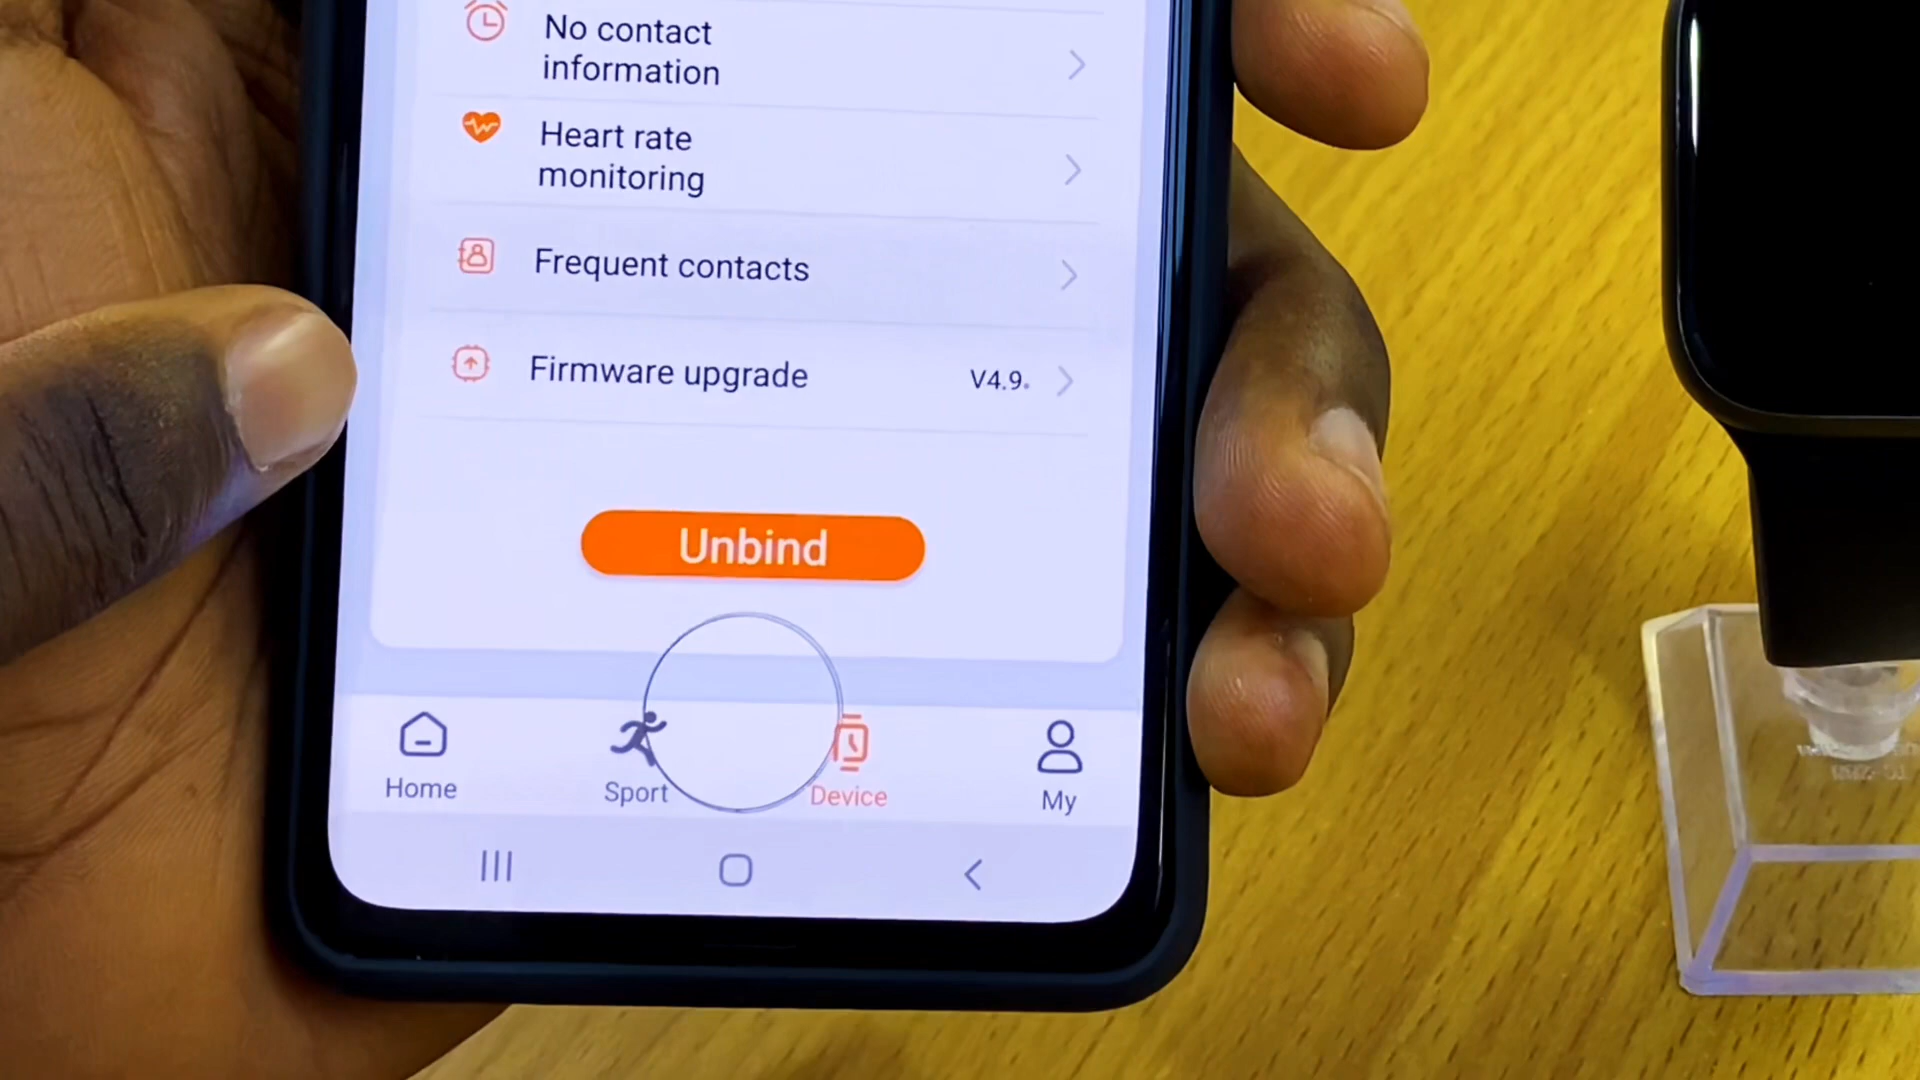 No contact
information
Heart rate
monitoring
Frequent contacts
Firmware upgrade
V4.9.
Unbind
Home
Sport
Device
My